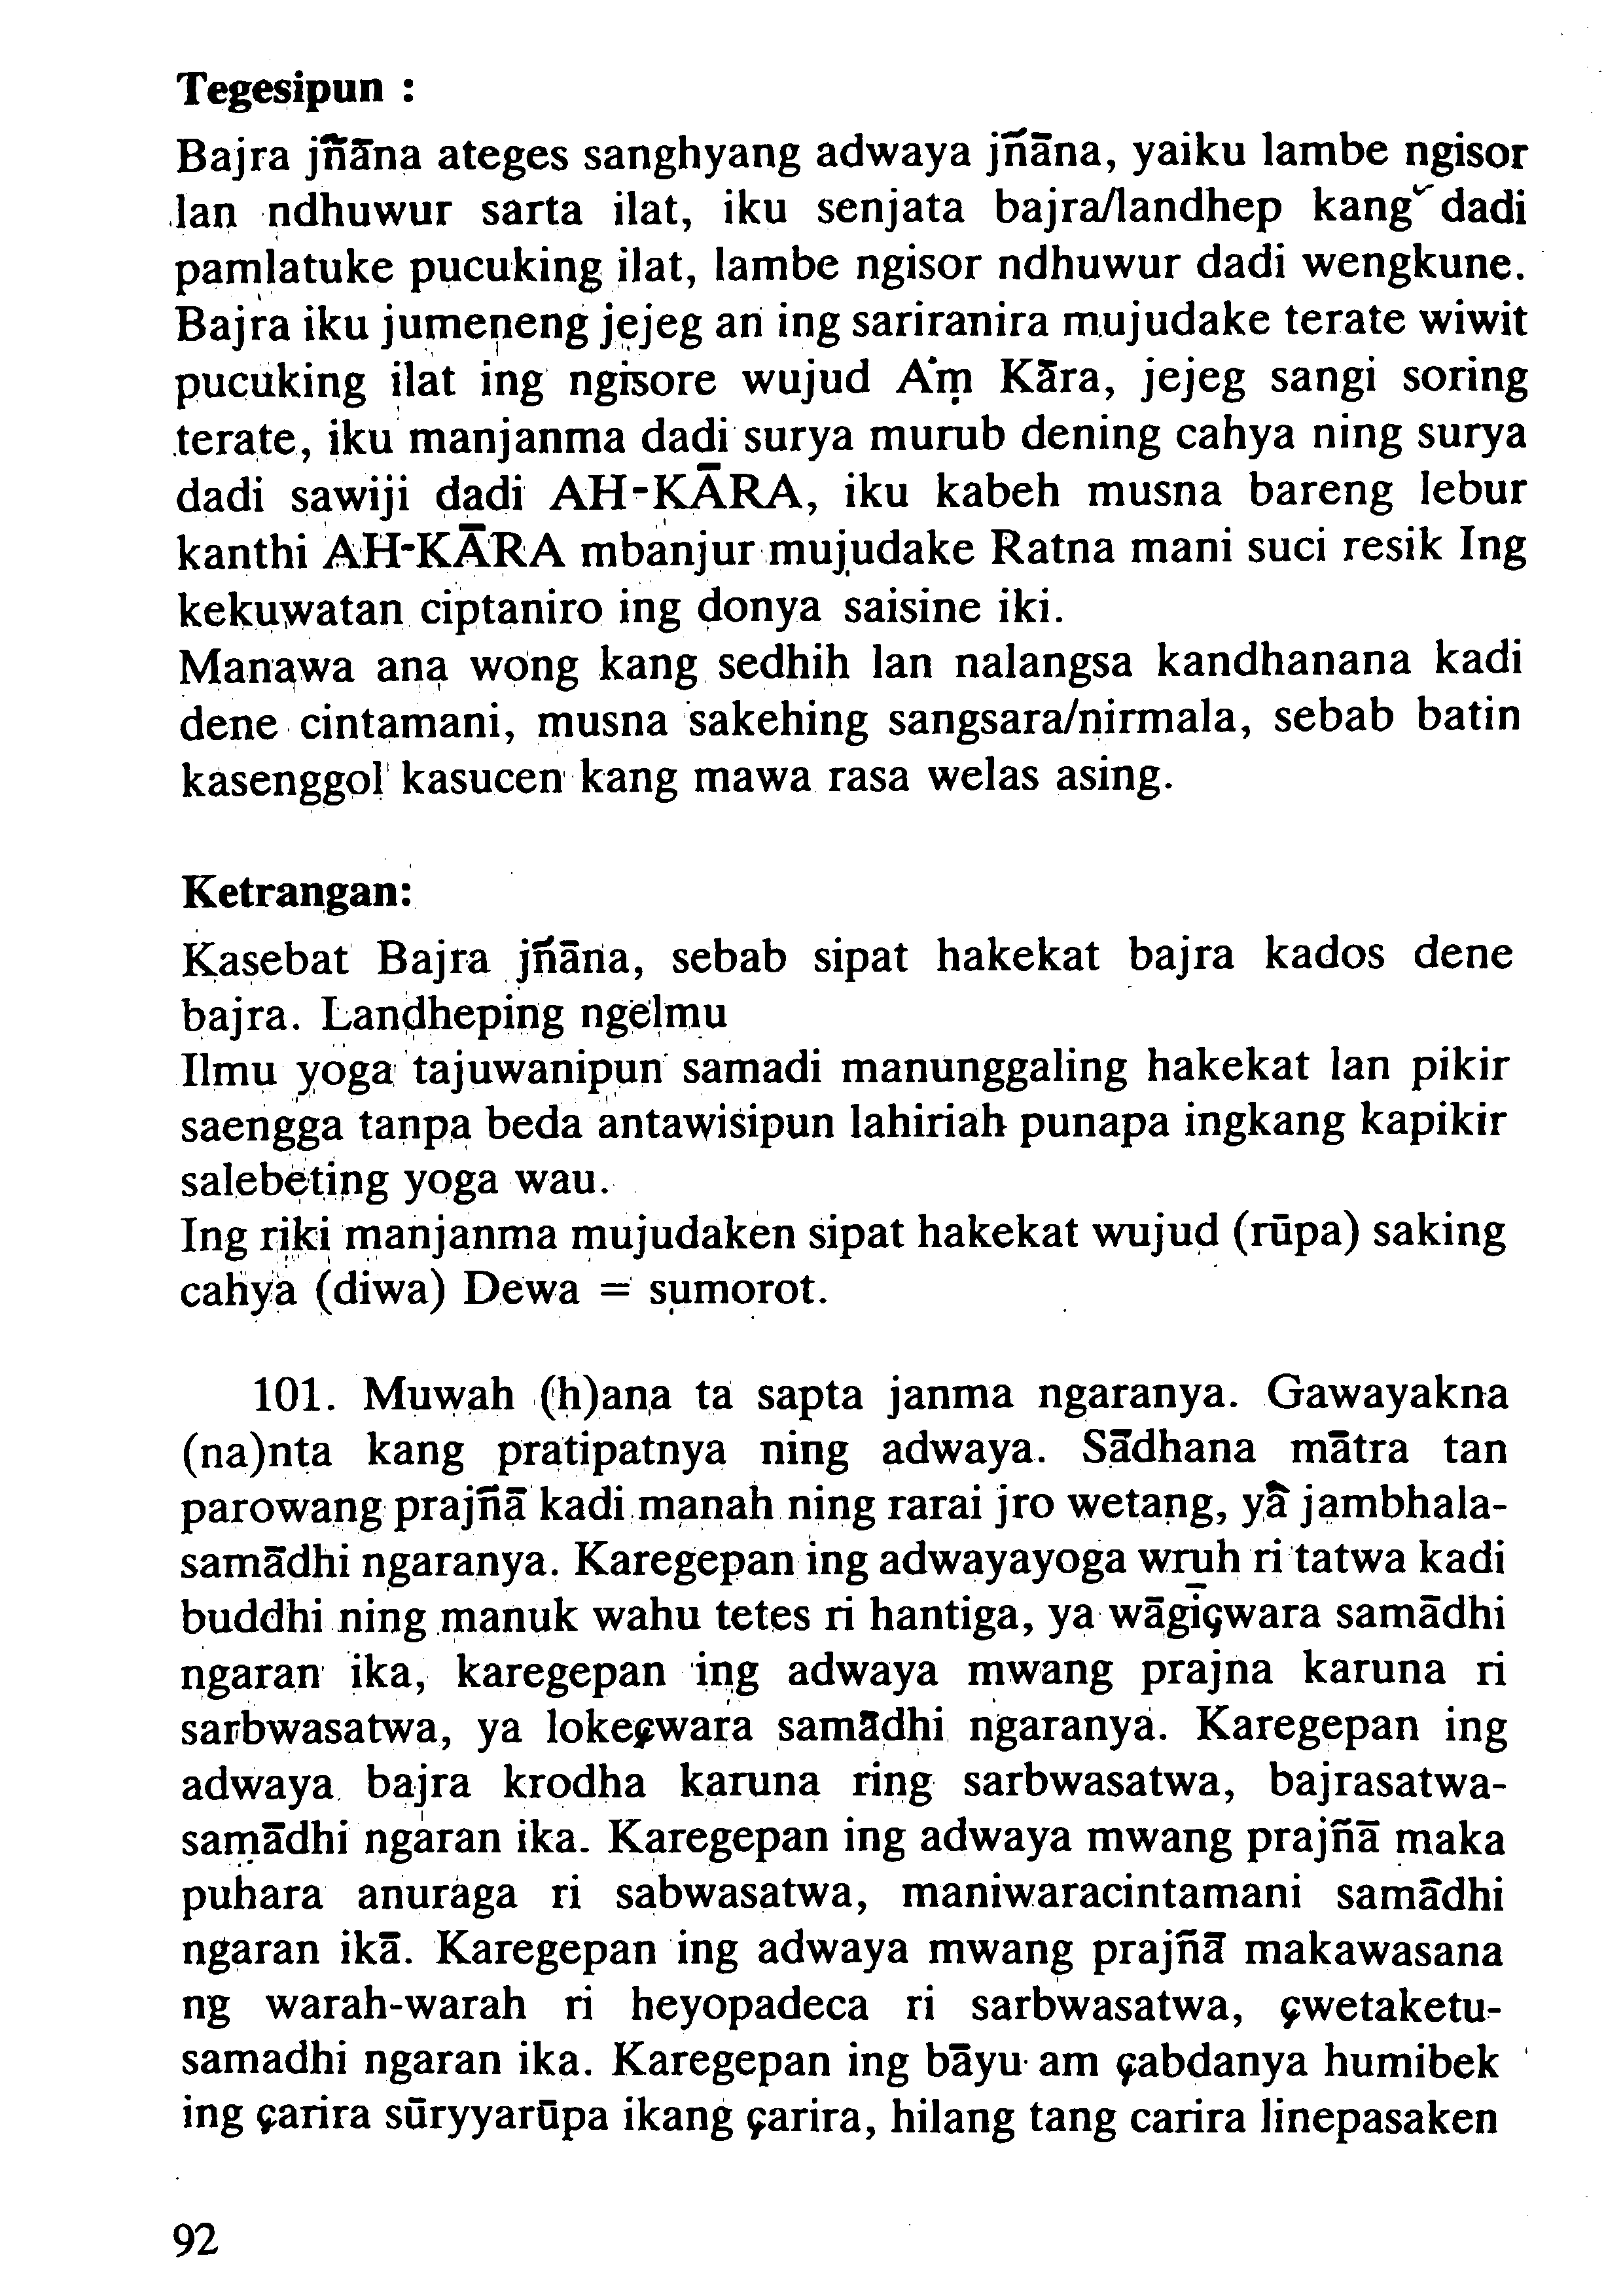 Tegesipun :
Bajra jñāna ateges sanghyang adwaya jñāna, yaiku lambe ngisor
lan ndhuwur sarta ilat, iku senjata bajra/landhep kang dadi
pamlatuke pucuking ilat, lambe ngisor ndhuwur dadi wengkune.
Bajra iku jumeneng jejeg an ing sariranira mujudake terate wiwit
pucuking ilat ing ngisore wujud Aṃ Kāra, jejeg sangi soring
terate, iku manjanma dadi surya murub dening cahya ning surya
dadi sawiji dadi AH-KĀRA, iku kabeh musna bareng lebur
kanthi AH-KĀRA mbanjur mujudake Ratna mani suci resik Ing
kekuwatan ciptaniro ing donya saisine iki.
Manawa ana wong kang sedhih lan nalangsa kandhanana kadi
dene cintamani, musna sakehing sangsara/nirmala, sebab batin
kasenggol kasucen kang mawa rasa welas asing.
Ketrangan:
Kasebat Bajra jñāna, sebab sipat hakekat bajra kados dene
bajra. Landheping ngelmu
Ilmu yoga tajuwanipun samadi manunggaling hakekat lan pikir
saengga tanpa beda antawisipun lahiriah punapa ingkang kapikir
salebeting yoga wau.
Ing riki manjanma mujudaken sipat hakekat wujud (rūpa) saking
cahya (diwa) Dewa = sumorot.
101. Muwah (h)ana ta sapta janma ngaranya. Gawayakna
(na)nta kang pratipatnya ning adwaya. Sādhana mātra tan
parowang prajñā kadi manah ning rarai jro wetang, yā jambhala-
samādhi ngaranya. Karegepan ing adwayayoga wruh ri tatwa kadi
buddhi ning manuk wahu tetes ri hantiga, ya wāgīçwara samādhi
ngaran ika, karegepan ing adwaya mwang prajna karuna ri
sarbwasatwa, ya lokeçwara samādhi ngaranya. Karegepan ing
adwaya bajra krodha karuna ring sarbwasatwa, bajrasatwa-
samādhi ngaran ika. Karegepan ing adwaya mwang prajñā maka
puhara anuraga ri sabwasatwa, maniwaracintamani samādhi
ngaran ikā. Karegepan ing adwaya mwang prajñā makawasana
ng warah-warah ri heyopadeca ri sarbwasatwa, çwetaketu-
samadhi ngaran ika. Karegepan ing bāyu am çabdanya humibek
ing çarira sūryyarūpa ikang çarira, hilang tang carira linepasaken
92